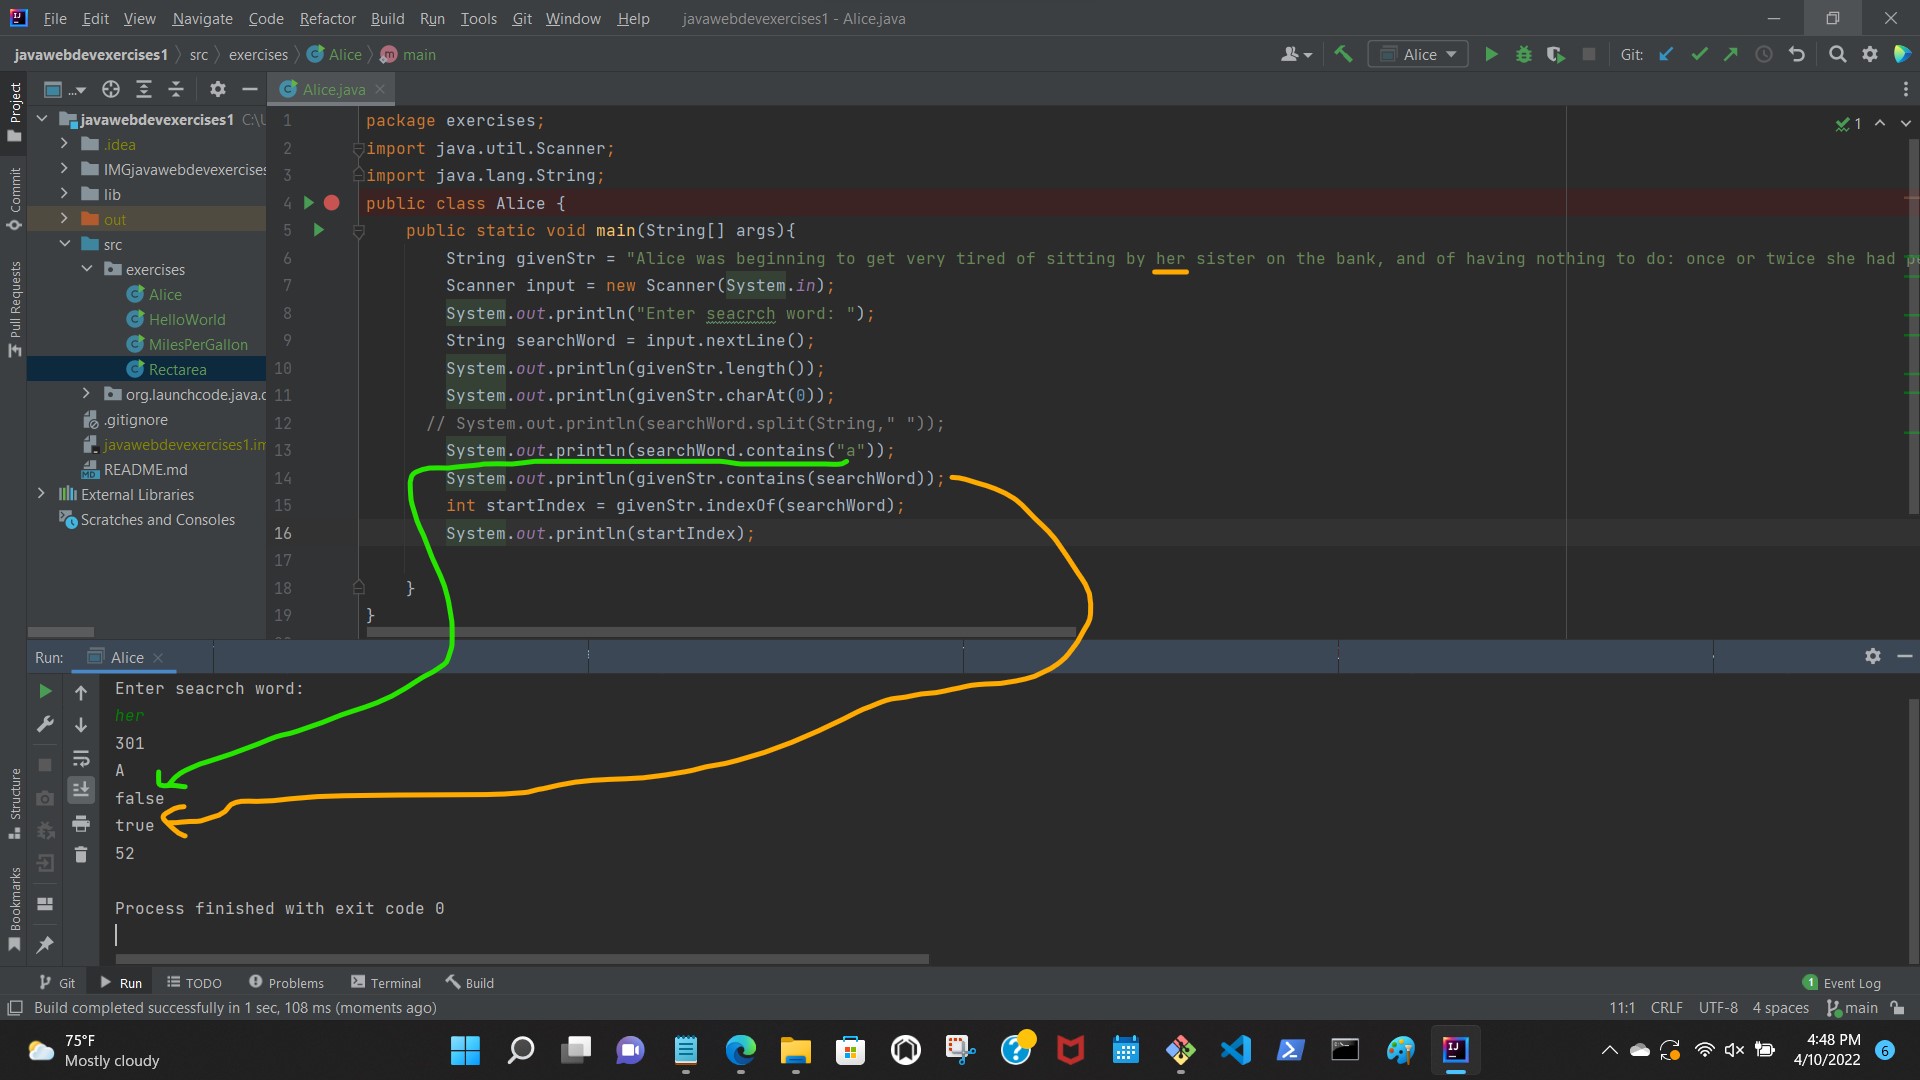 File Edit View Navigate Code Refactor Build Run Tools Git Window Help javawebdevexercises1 - Alice.java
javawebdevexercises1 src exercises Alice main Alice Git:
... Alice.java
Project
Commit
Pull Requests
javawebdevexercises1 C:\U
.idea
IMGjavawebdevexercises
lib
out
src
exercises
Alice
HelloWorld
MilesPerGallon
Rectarea
org.launchcode.java.
.gitignore
javawebdevexercises1.im
README.md
External Libraries
Scratches and Consoles
1 package exercises; 1
2 import java.util.Scanner;
3 import java.lang.String;
4 public class Alice {
5 public static void main(String[] args){
6 String givenStr = "Alice was beginning to get very tired of sitting by her sister on the bank, and of having nothing to do: once or twice she had
7 Scanner input = new Scanner(System.in);
8 System.out.println("Enter seacrch word: ");
9 String searchWord = input.nextLine();
10 System.out.println(givenStr.length());
11 System.out.println(givenStr.charAt(0));
12 // System.out.println(searchWord.split(String," "));
13 System.out.println(searchWord.contains("a"));
14 System.out.println(givenStr.contains(searchWord));
15 int startIndex = givenStr.indexOf(searchWord);
16 System.out.println(startIndex);
17
18 }
19 }
Run: Alice
Enter seacrch word:
her
301
A
false
true
52
Process finished with exit code 0
Structure
Bookmarks
Git Run TODO Problems Terminal Build 1 Event Log
Build completed successfully in 1 sec, 108 ms (moments ago) 11:1 CRLF UTF-8 4 spaces main
75°F
Mostly cloudy
4:48 PM
4/10/2022 6